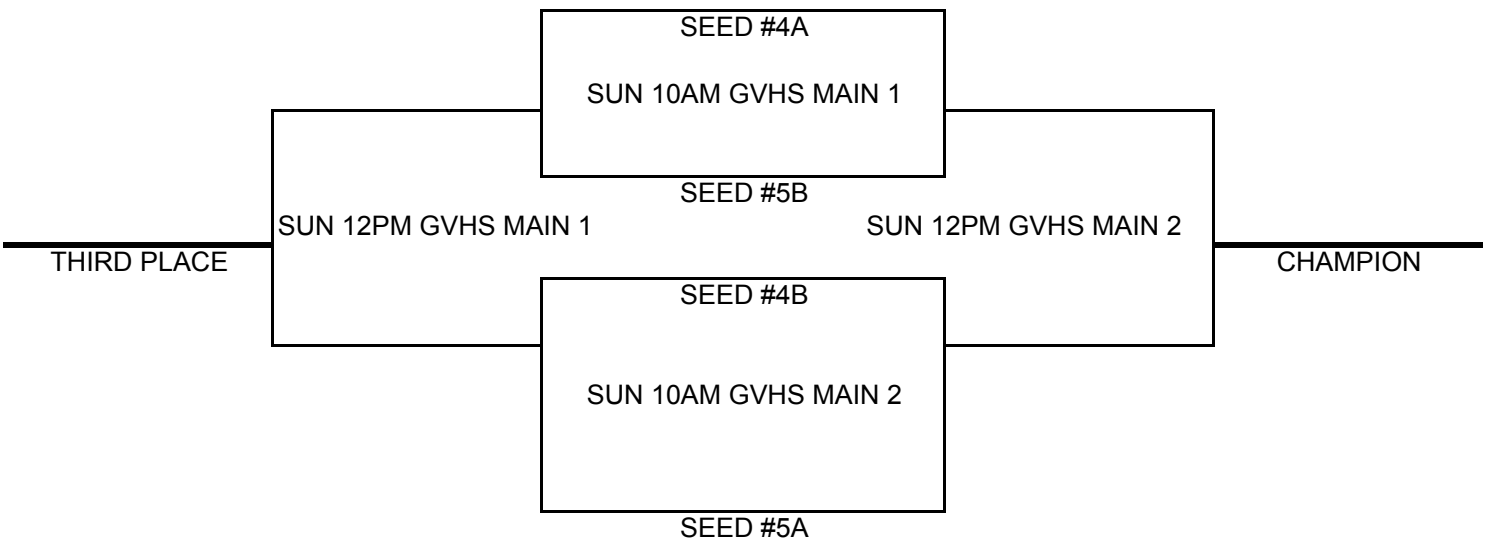 SEED #4A
SUN 10AM GVHS MAIN 1
SEED #5B
SUN 12PM GVHS MAIN 1
SUN 12PM GVHS MAIN 2
THIRD PLACE
CHAMPION
SEED #4B
SUN 10AM GVHS MAIN 2
SEED #5A